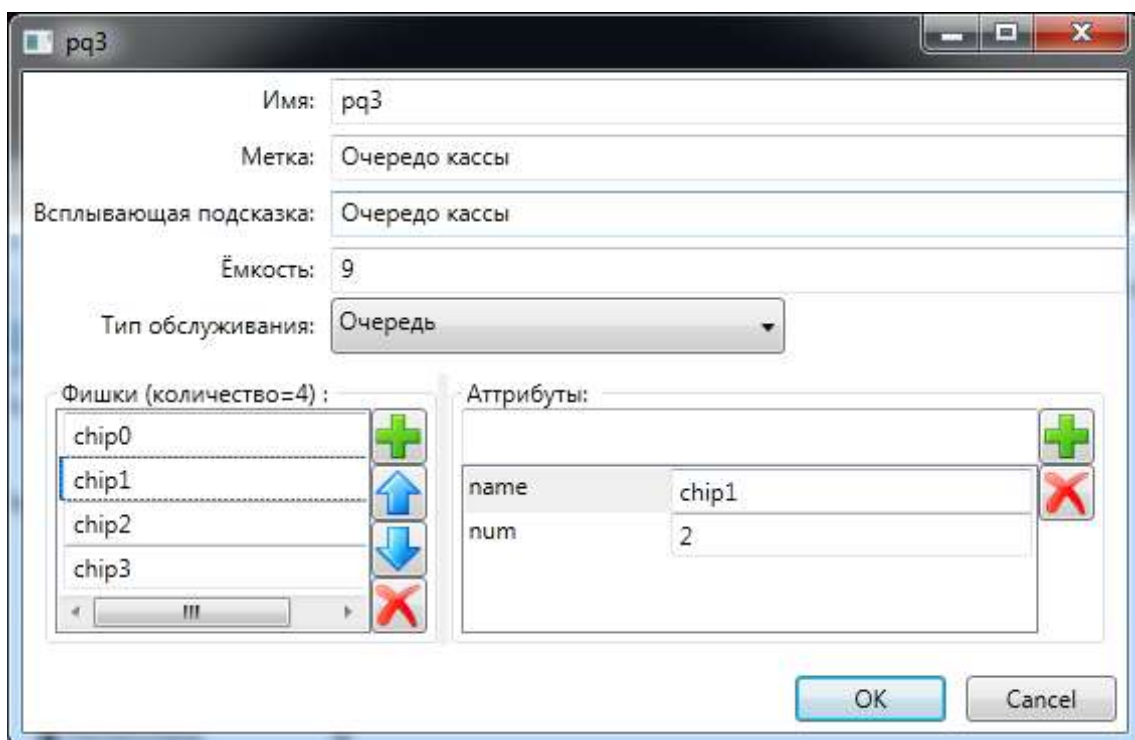 pq3
Имя: pq3
Метка: Очередо кассы
Всплывающая подсказка: Очередо кассы
Ёмкость: 9
Тип обслуживания: Очередь
Фишки (количество=4) :
chip0
chip1
chip2
chip3
Аттрибуты:
name chip1
num 2
OK Cancel